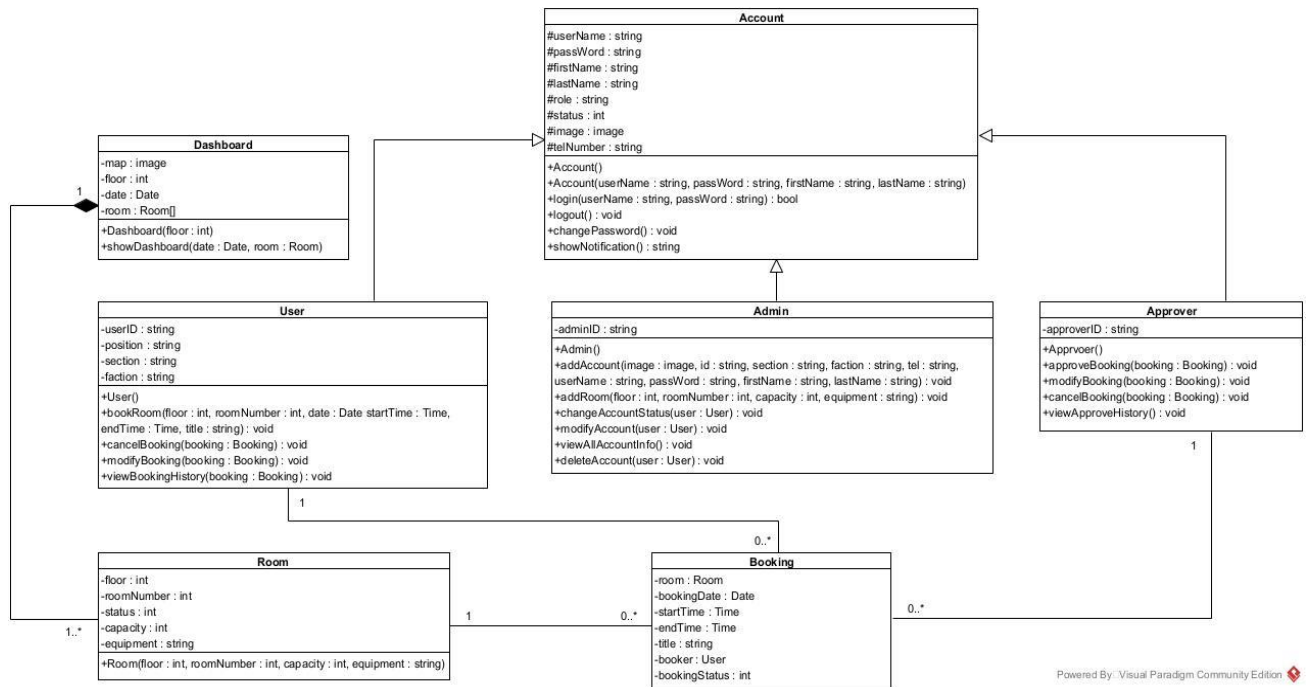 Account
#userName : string
#passWord : string
#firstName : string
#lastName : string
#role : string
#status : int
#image : image
#telNumber : string
+Account()
+Account(userName : string, passWord : string, firstName : string, lastName : string)
+login(userName : string, passWord : string) : bool
+logout() : void
+changePassword() : void
+showNotification() : string
Dashboard
-map : image
-floor : int
-date : Date
-room : Room[]
+Dashboard(floor : int)
+showDashboard(date : Date, room : Room)
1
User
-userID : string
-position : string
-section : string
-faction : string
+User()
+bookRoom(floor : int, roomNumber : int, date : Date startTime : Time,
endTime : Time, title : string) : void
+cancelBooking(booking : Booking) : void
+modifyBooking(booking : Booking) : void
+viewBookingHistory(booking : Booking) : void
Admin
-adminID : string
+Admin()
+addAccount(image : image, id : string, section : string, faction : string, tel : string,
userName : string, passWord : string, firstName : string, lastName : string) : void
+addRoom(floor : int, roomNumber : int, capacity : int, equipment : string) : void
+changeAccountStatus(user : User) : void
+modifyAccount(user : User) : void
+viewAllAccountInfo() : void
+deleteAccount(user : User) : void
Approver
-approverID : string
+Apprvoer()
+approveBooking(booking : Booking) : void
+modifyBooking(booking : Booking) : void
+cancelBooking(booking : Booking) : void
+viewApproveHistory() : void
1
1
0..*
Room
-floor : int
-roomNumber : int
-status : int
-capacity : int
-equipment : string
+Room(floor : int, roomNumber : int, capacity : int, equipment : string)
1..*
1
0..*
Booking
-room : Room
-bookingDate : Date
-startTime : Time
-endTime : Time
-title : string
-booker : User
-bookingStatus : int
0..*
Powered By Visual Paradigm Community Edition